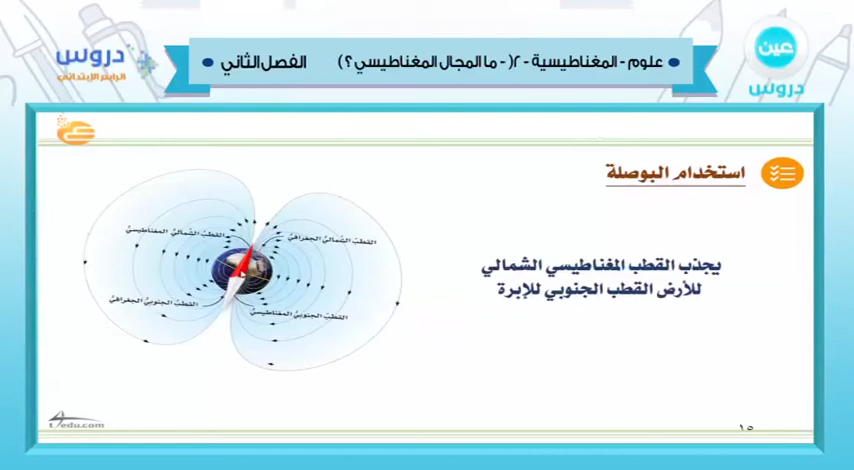 دروس
الرابع الإبتدائي
علوم - المغناطيسية - ٢( - ما المجال المغناطيسي ؟ ) الفصل الثاني
عين
دروس
استخدام البوصلة
يجذب القطب المغناطيسي الشمالي
للأرض القطب الجنوبي للإبرة
القطبُ الشماليُّ المغناطيسيُّ
القطبُ الشماليُّ الجغرافيُّ
القطبُ الجنوبيُّ الجغرافيُّ
القطبُ الجنوبيُّ المغناطيسيُّ
t4edu.com
١٥